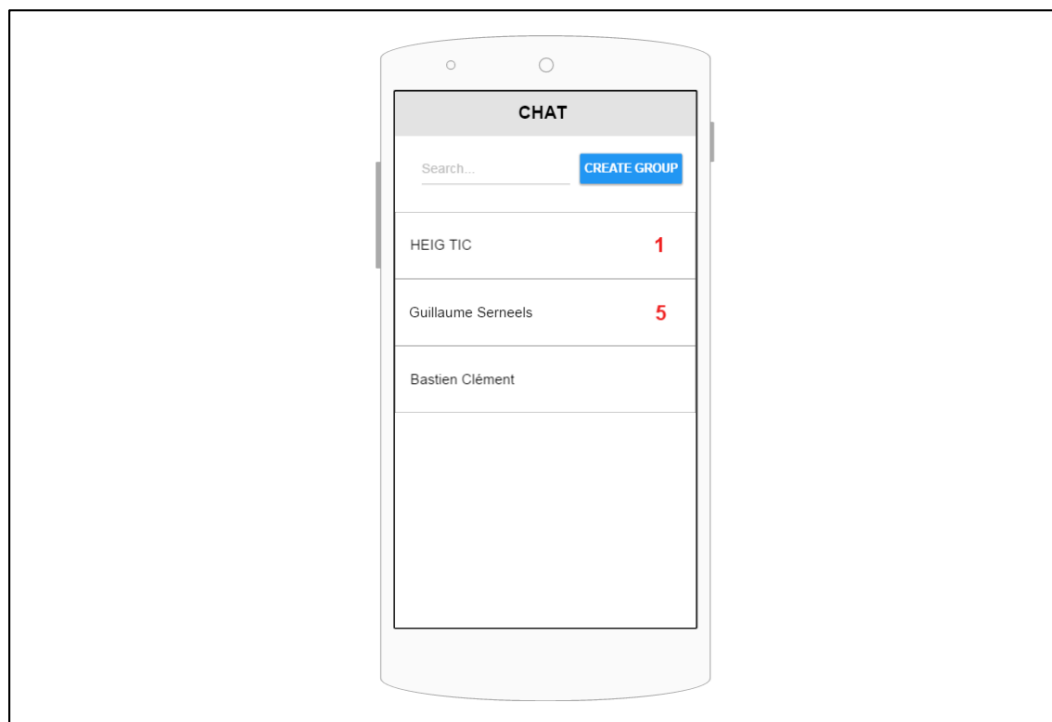 CHAT
Search... CREATE GROUP
HEIG TIC 1
Guillaume Serneels 5
Bastien Clément